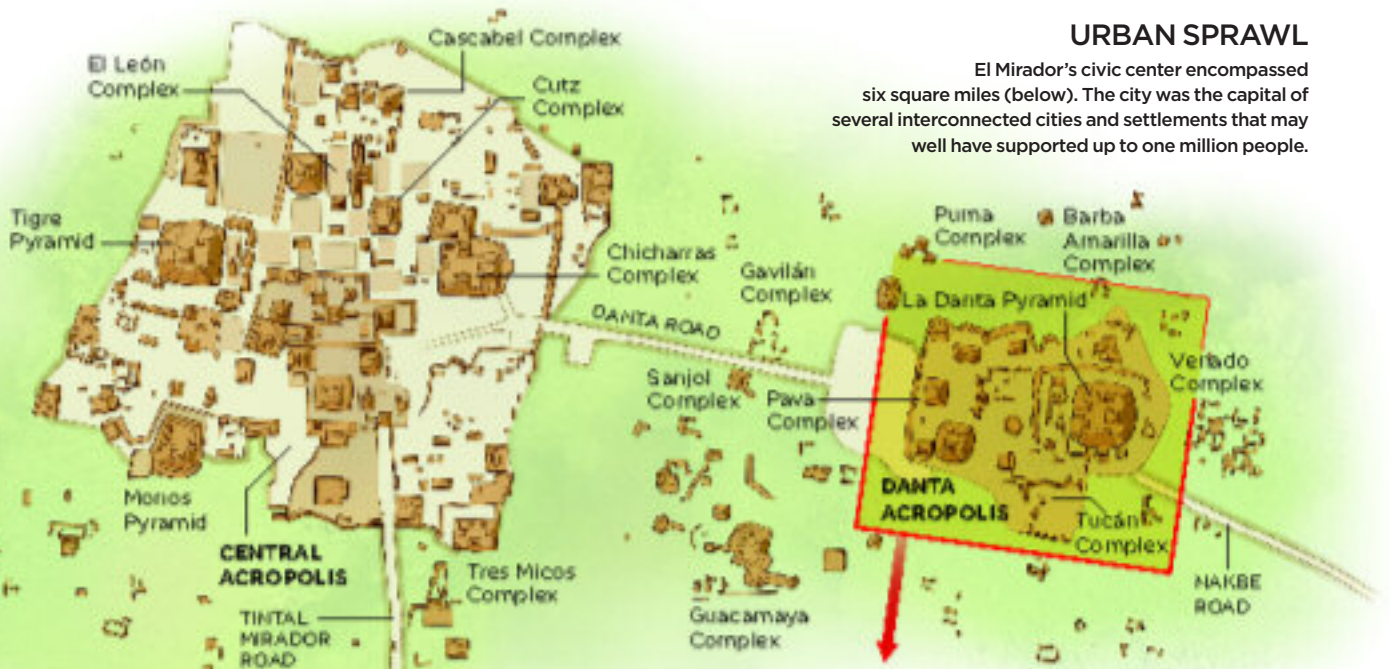 URBAN SPRAWL
El Mirador’s civic center encompassed
six square miles (below). The city was the capital of
several interconnected cities and settlements that may
well have supported up to one million people.
Cascabel Complex
El León
Complex
Cutz
Complex
Tigre
Pyramid
Chicharras
Complex
Gavilán
Complex
Puma
Complex
Barba
Amarilla
Complex
La Danta Pyramid
DANTA ROAD
Sanjol
Complex
Pava
Complex
Venado
Complex
DANTA
ACROPOLIS
Tucán
Complex
Monos
Pyramid
CENTRAL
ACROPOLIS
Tres Micos
Complex
TINTAL
MIRADOR
ROAD
Guacamaya
Complex
NAKBE
ROAD